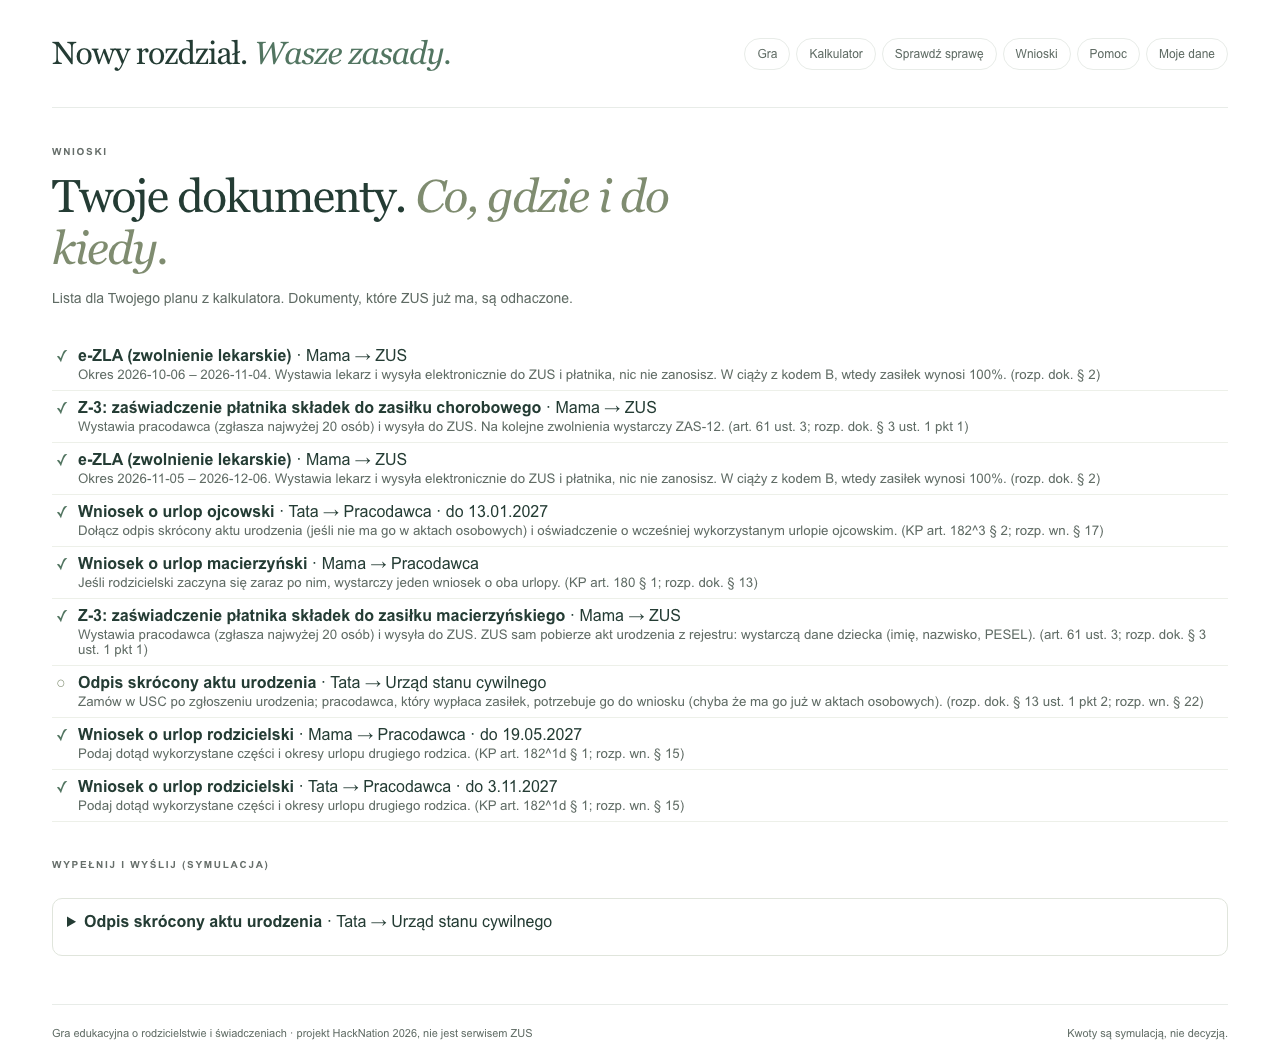 Nowy rozdział. Wasze zasady.
Gra
Kalkulator
Sprawdź sprawę
Wnioski
Pomoc
Moje dane
WNIOSKI
Twoje dokumenty. Co, gdzie i do
kiedy.
Lista dla Twojego planu z kalkulatora. Dokumenty, które ZUS już ma, są odhaczone.
✓ e-ZLA (zwolnienie lekarskie) · Mama → ZUS
Okres 2026-10-06 – 2026-11-04. Wystawia lekarz i wysyła elektronicznie do ZUS i płatnika, nic nie zanosisz. W ciąży z kodem B, wtedy zasiłek wynosi 100%. (rozp. dok. § 2)
✓ Z-3: zaświadczenie płatnika składek do zasiłku chorobowego · Mama → ZUS
Wystawia pracodawca (zgłasza najwyżej 20 osób) i wysyła do ZUS. Na kolejne zwolnienia wystarczy ZAS-12. (art. 61 ust. 3; rozp. dok. § 3 ust. 1 pkt 1)
✓ e-ZLA (zwolnienie lekarskie) · Mama → ZUS
Okres 2026-11-05 – 2026-12-06. Wystawia lekarz i wysyła elektronicznie do ZUS i płatnika, nic nie zanosisz. W ciąży z kodem B, wtedy zasiłek wynosi 100%. (rozp. dok. § 2)
✓ Wniosek o urlop ojcowski · Tata → Pracodawca · do 13.01.2027
Dołącz odpis skrócony aktu urodzenia (jeśli nie ma go w aktach osobowych) i oświadczenie o wcześniej wykorzystanym urlopie ojcowskim. (KP art. 182^3 § 2; rozp. wn. § 17)
✓ Wniosek o urlop macierzyński · Mama → Pracodawca
Jeśli rodzicielski zaczyna się zaraz po nim, wystarczy jeden wniosek o oba urlopy. (KP art. 180 § 1; rozp. dok. § 13)
✓ Z-3: zaświadczenie płatnika składek do zasiłku macierzyńskiego · Mama → ZUS
Wystawia pracodawca (zgłasza najwyżej 20 osób) i wysyła do ZUS. ZUS sam pobierze akt urodzenia z rejestru: wystarczą dane dziecka (imię, nazwisko, PESEL). (art. 61 ust. 3; rozp. dok. § 3
ust. 1 pkt 1)
○ Odpis skrócony aktu urodzenia · Tata → Urząd stanu cywilnego
Zamów w USC po zgłoszeniu urodzenia; pracodawca, który wypłaca zasiłek, potrzebuje go do wniosku (chyba że ma go już w aktach osobowych). (rozp. dok. § 13 ust. 1 pkt 2; rozp. wn. § 22)
✓ Wniosek o urlop rodzicielski · Mama → Pracodawca · do 19.05.2027
Podaj dotąd wykorzystane części i okresy urlopu drugiego rodzica. (KP art. 182^1d § 1; rozp. wn. § 15)
✓ Wniosek o urlop rodzicielski · Tata → Pracodawca · do 3.11.2027
Podaj dotąd wykorzystane części i okresy urlopu drugiego rodzica. (KP art. 182^1d § 1; rozp. wn. § 15)
WYPEŁNIJ I WYŚLIJ (SYMULACJA)
▶ Odpis skrócony aktu urodzenia · Tata → Urząd stanu cywilnego
Gra edukacyjna o rodzicielstwie i świadczeniach · projekt HackNation 2026, nie jest serwisem ZUS
Kwoty są symulacją, nie decyzją.